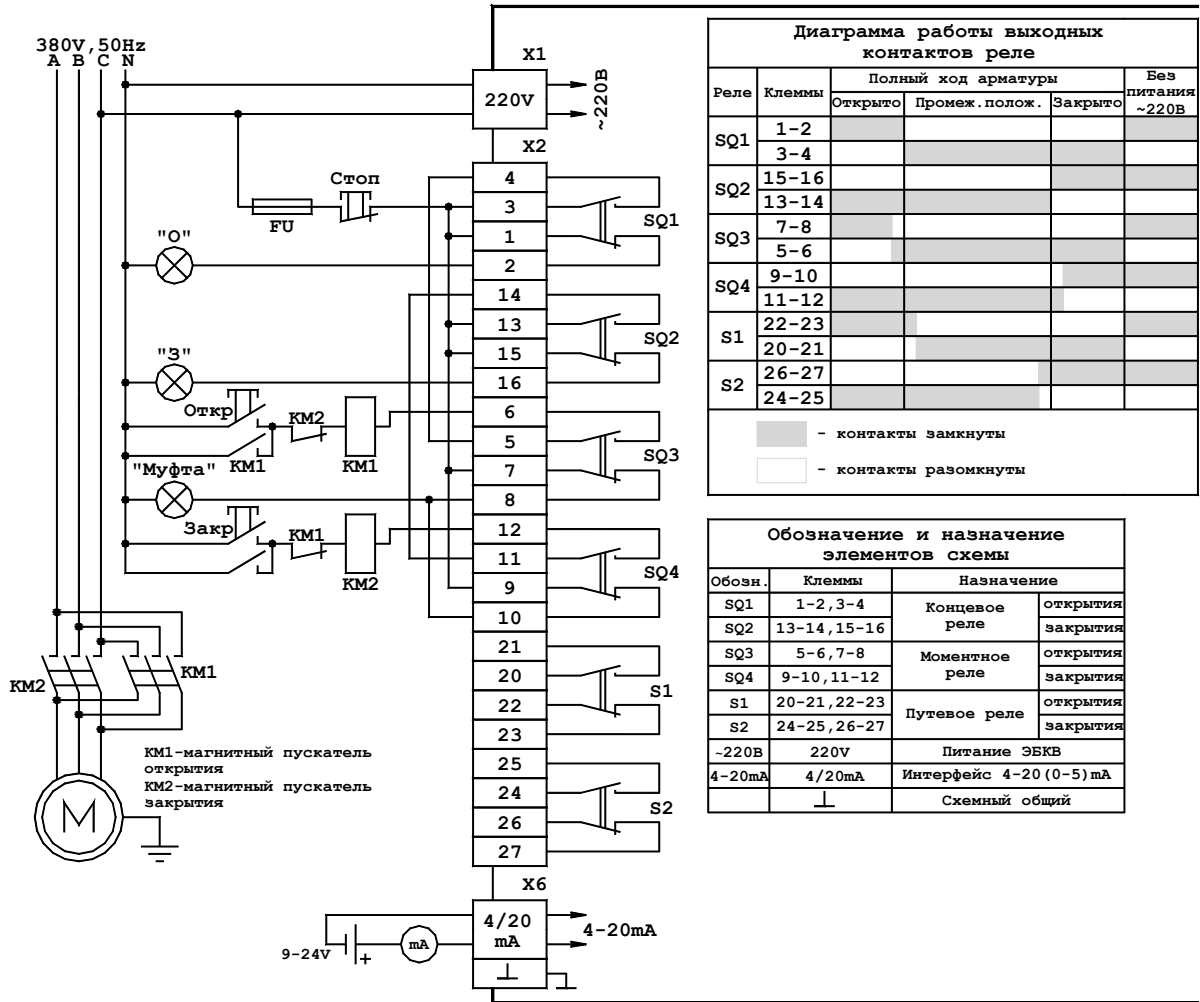 380V,50Hz
A B C N
X1
220V
~220В
X2
4
3
1
2
14
13
15
16
6
5
7
8
12
11
9
10
21
20
22
23
25
24
26
27
X6
4/20
mA
4-20mA
Стоп
FU
"О"
"З"
Откр
КМ2
КМ1
КМ1
"Муфта"
Закр
КМ1
КМ2
SQ1
SQ2
SQ3
SQ4
S1
S2
КМ2
КМ1
КМ1-магнитный пускатель
открытия
КМ2-магнитный пускатель
закрытия
М
9-24V
+
mA
Диаграмма работы выходных
контактов реле
Реле Клеммы Полный ход арматуры Без
питания
~220В
Открыто Промеж.полож. Закрыто
SQ1 1-2
3-4
SQ2 15-16
13-14
SQ3 7-8
5-6
SQ4 9-10
11-12
S1 22-23
20-21
S2 26-27
24-25
- контакты замкнуты
- контакты разомкнуты
Обозначение и назначение
элементов схемы
Обозн. Клеммы Назначение
SQ1 1-2,3-4 Концевое реле открытия
SQ2 13-14,15-16 закрытия
SQ3 5-6,7-8 Моментное реле открытия
SQ4 9-10,11-12 закрытия
S1 20-21,22-23 Путевое реле открытия
S2 24-25,26-27 закрытия
~220В 220V Питание ЭБКВ
4-20mA 4/20mA Интерфейс 4-20(0-5)mA
Схемный общий